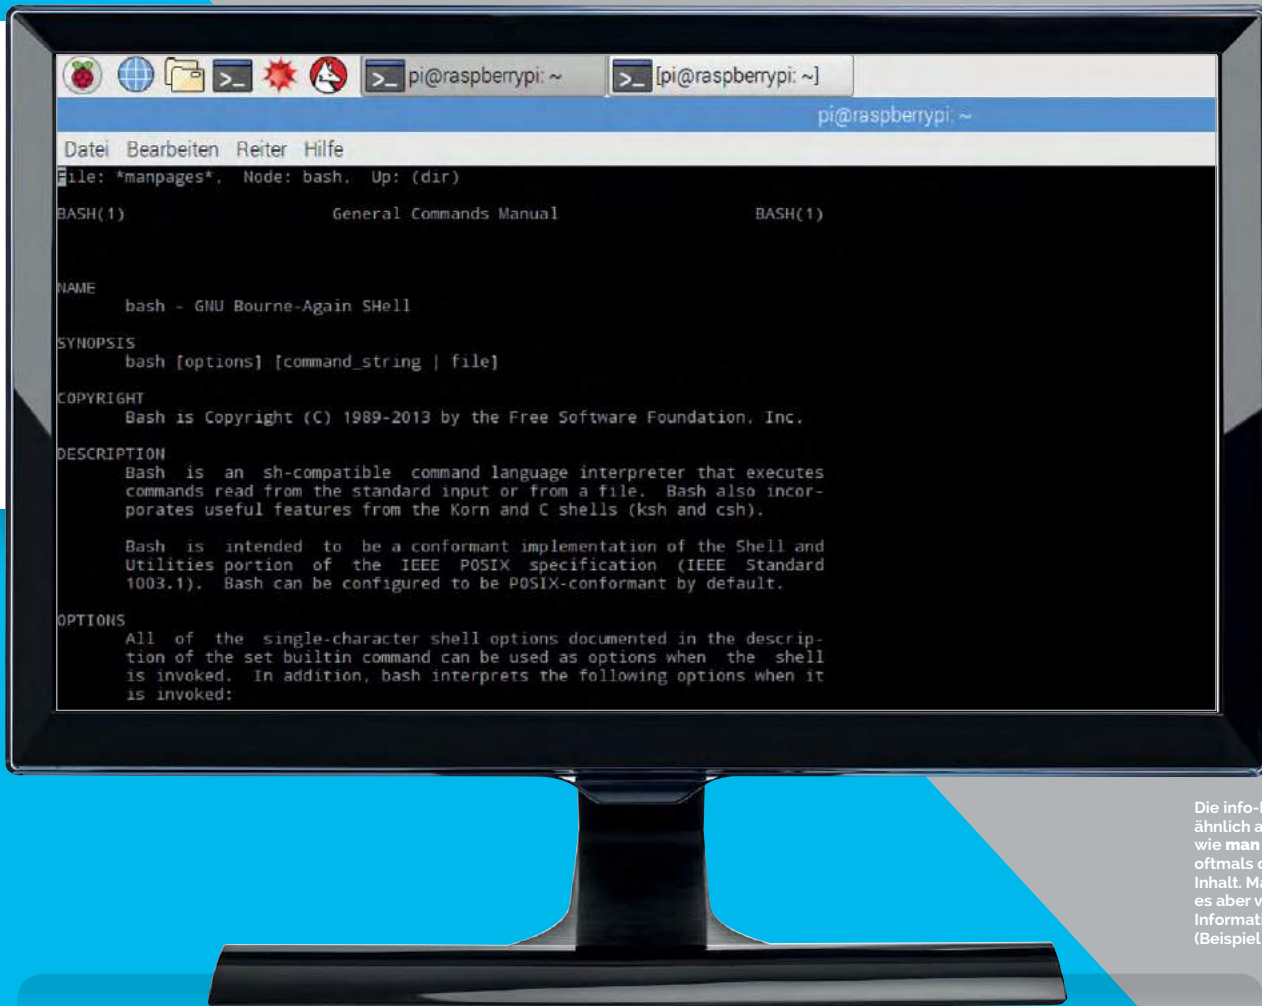 pi@raspberrypi: ~
[pi@raspberrypi: ~]
pi@raspberrypi: ~
Datei Bearbeiten Reiter Hilfe
File: *manpages*, Node: bash, Up: (dir)
BASH(1) General Commands Manual BASH(1)
NAME
bash - GNU Bourne-Again SHell
SYNOPSIS
bash [options] [command_string | file]
COPYRIGHT
Bash is Copyright (C) 1989-2013 by the Free Software Foundation, Inc.
DESCRIPTION
Bash is an sh-compatible command language interpreter that executes
commands read from the standard input or from a file. Bash also incor-
porates useful features from the Korn and C shells (ksh and csh).
Bash is intended to be a conformant implementation of the Shell and
Utilities portion of the IEEE POSIX specification (IEEE Standard
1003.1). Bash can be configured to be POSIX-conformant by default.
OPTIONS
All of the single-character shell options documented in the descrip-
tion of the set builtin command can be used as options when the shell
is invoked. In addition, bash interprets the following options when it
is invoked:
Die info-
ähnlich
wie man
oftmals
Inhalt.
es aber
(Beispiel